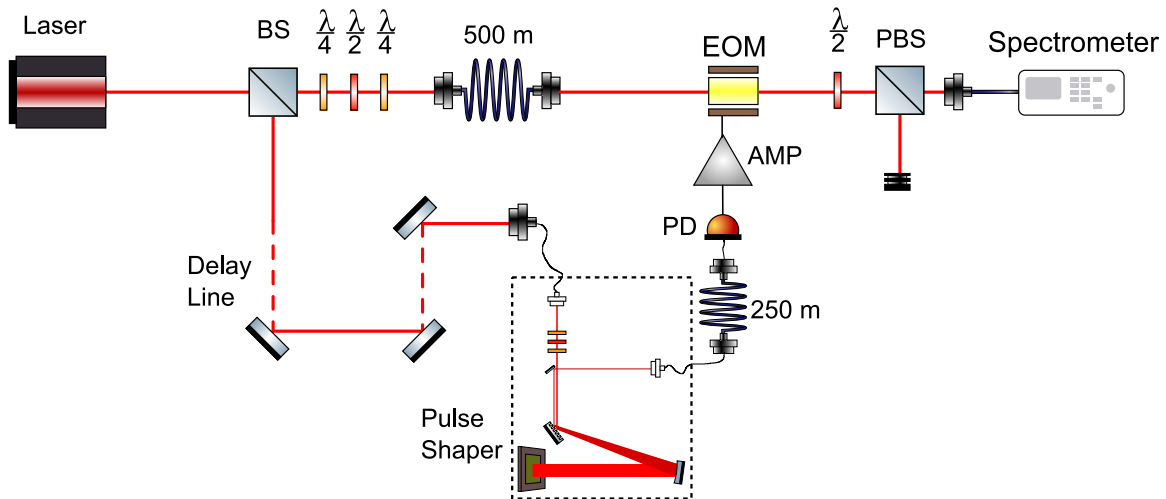 Laser
BS
λ/4
λ/2
λ/4
500 m
EOM
λ/2
PBS
Spectrometer
AMP
PD
Delay
Line
250 m
Pulse
Shaper